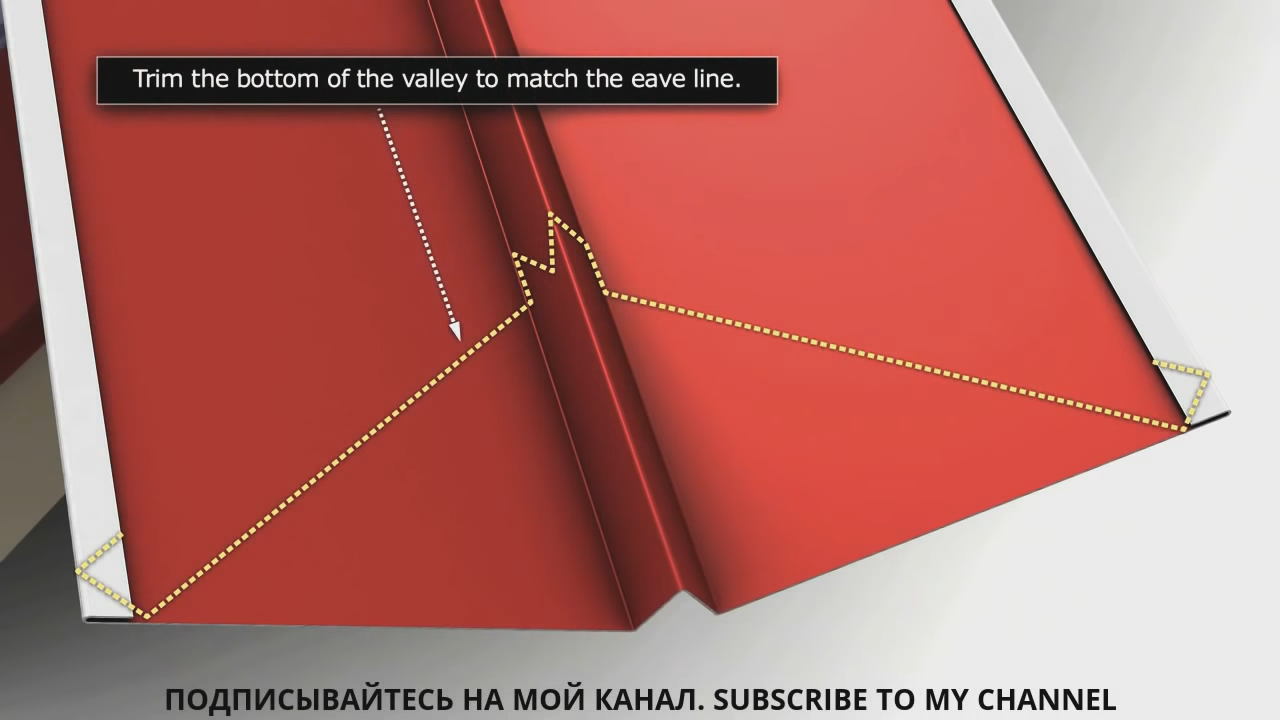 Trim the bottom of the valley to match the eave line.
ПОДПИСЫВАЙТЕСЬ НА МОЙ КАНАЛ. SUBSCRIBE TO MY CHANNEL